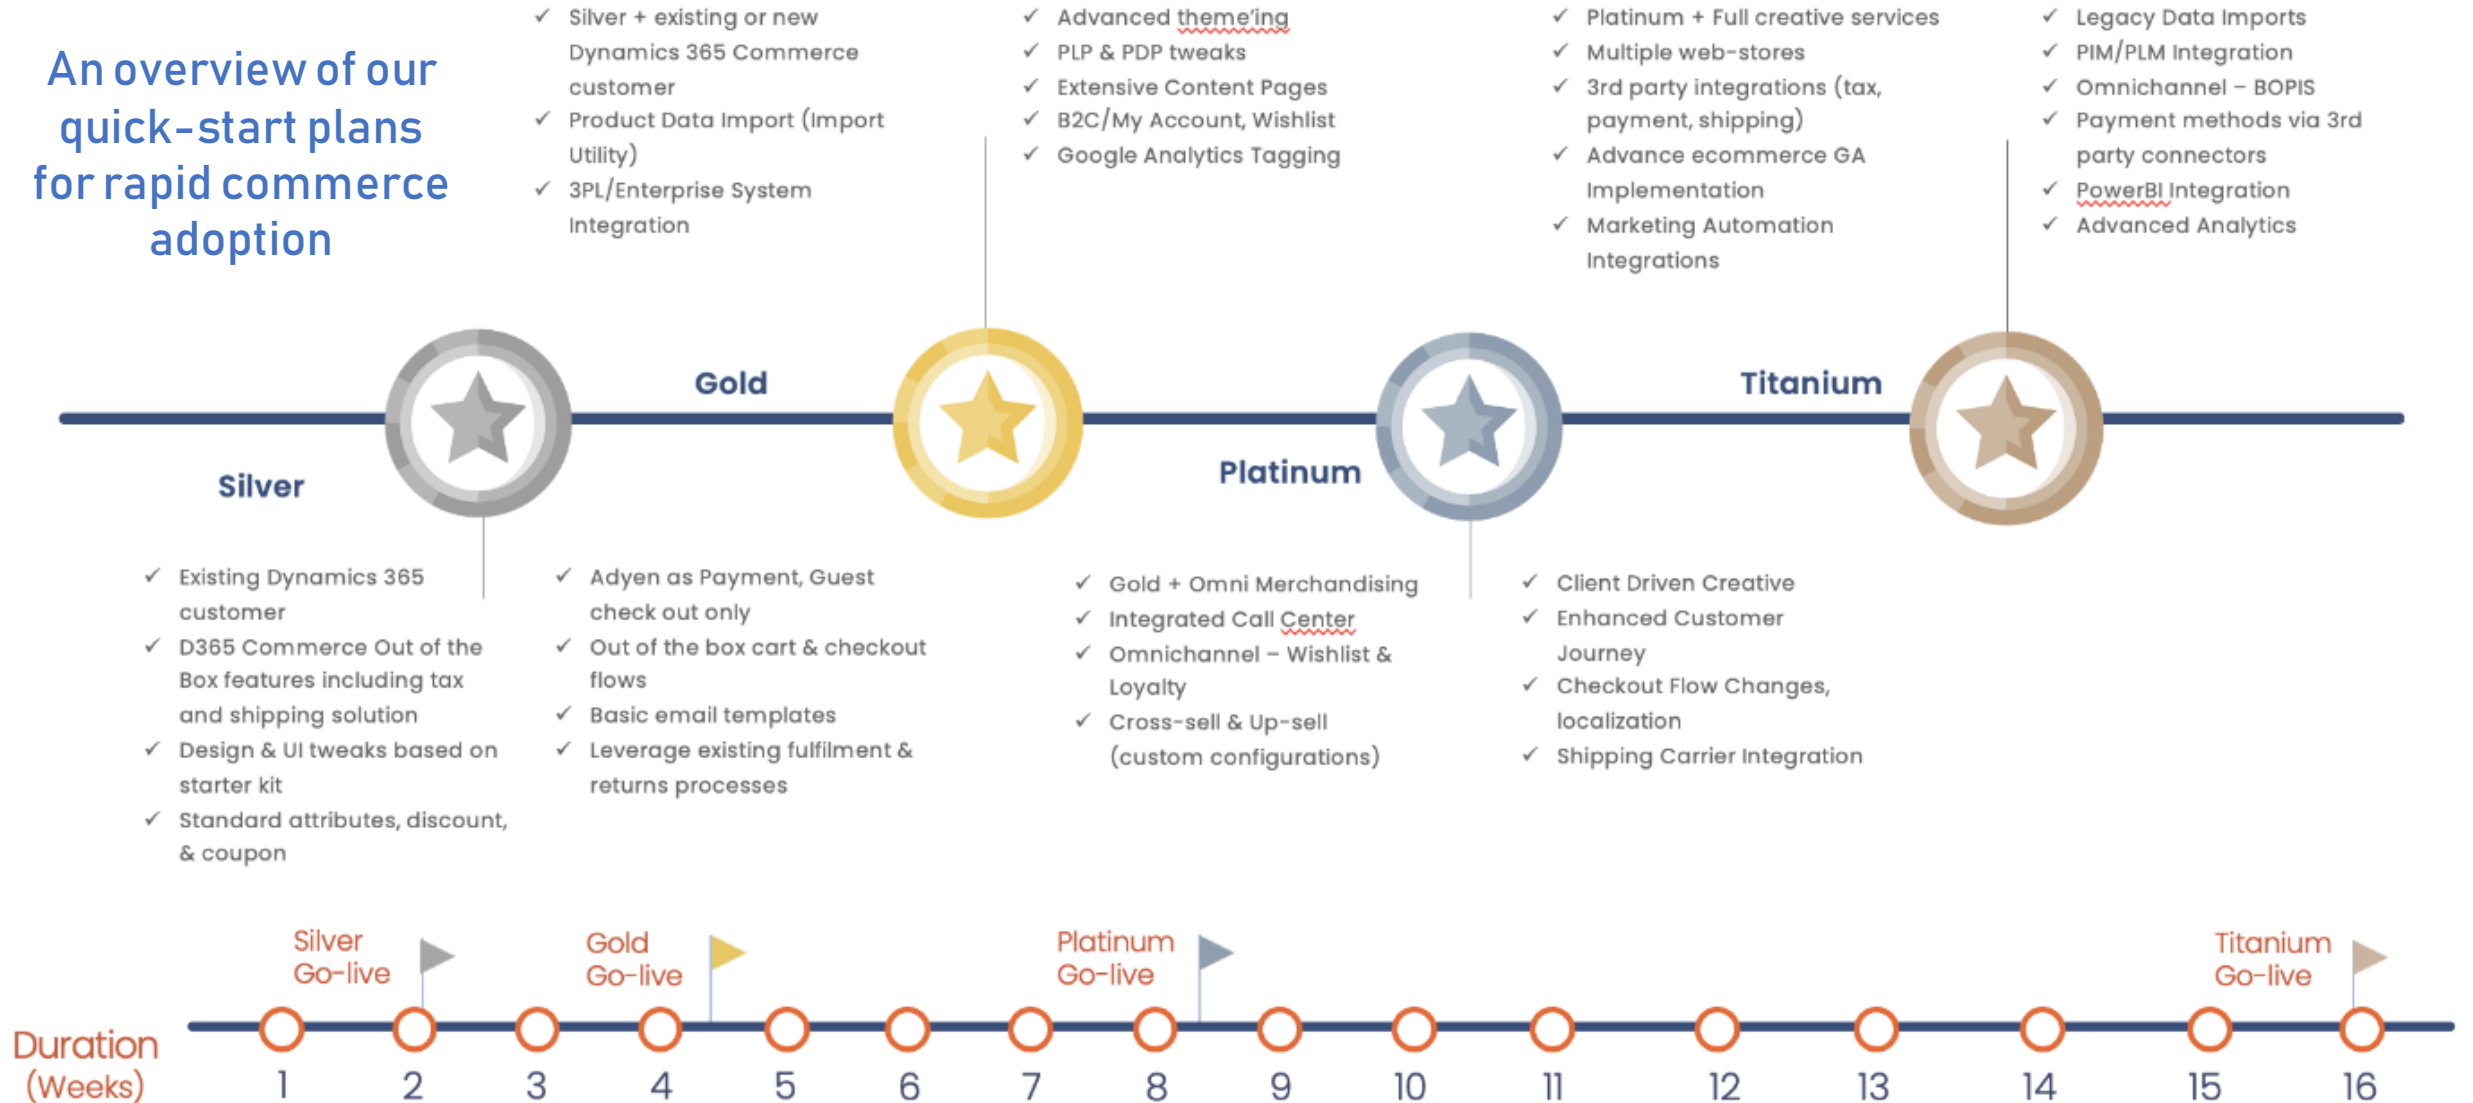 An overview of our
quick-start plans
for rapid commerce
adoption
✓ Silver + existing or new
Dynamics 365 Commerce
customer
✓ Product Data Import (Import
Utility)
✓ 3PL/Enterprise System
Integration
✓ Advanced theme'ing
✓ PLP & PDP tweaks
✓ Extensive Content Pages
✓ B2C/My Account, Wishlist
✓ Google Analytics Tagging
✓ Platinum + Full creative services
✓ Multiple web-stores
✓ 3rd party integrations (tax,
payment, shipping)
✓ Advance ecommerce GA
Implementation
✓ Marketing Automation
Integrations
✓ Legacy Data Imports
✓ PIM/PLM Integration
✓ Omnichannel – BOPIS
✓ Payment methods via 3rd
party connectors
✓ PowerBI Integration
✓ Advanced Analytics
Silver
Gold
Platinum
Titanium
✓ Existing Dynamics 365
customer
✓ D365 Commerce Out of the
Box features including tax
and shipping solution
✓ Design & UI tweaks based on
starter kit
✓ Standard attributes, discount,
& coupon
✓ Adyen as Payment, Guest
check out only
✓ Out of the box cart & checkout
flows
✓ Basic email templates
✓ Leverage existing fulfilment &
returns processes
✓ Gold + Omni Merchandising
✓ Integrated Call Center
✓ Omnichannel – Wishlist &
Loyalty
✓ Cross-sell & Up-sell
(custom configurations)
✓ Client Driven Creative
✓ Enhanced Customer
Journey
✓ Checkout Flow Changes,
localization
✓ Shipping Carrier Integration
Silver
Go-live
Gold
Go-live
Platinum
Go-live
Titanium
Go-live
Duration
(Weeks)
1 2 3 4 5 6 7 8 9 10 11 12 13 14 15 16